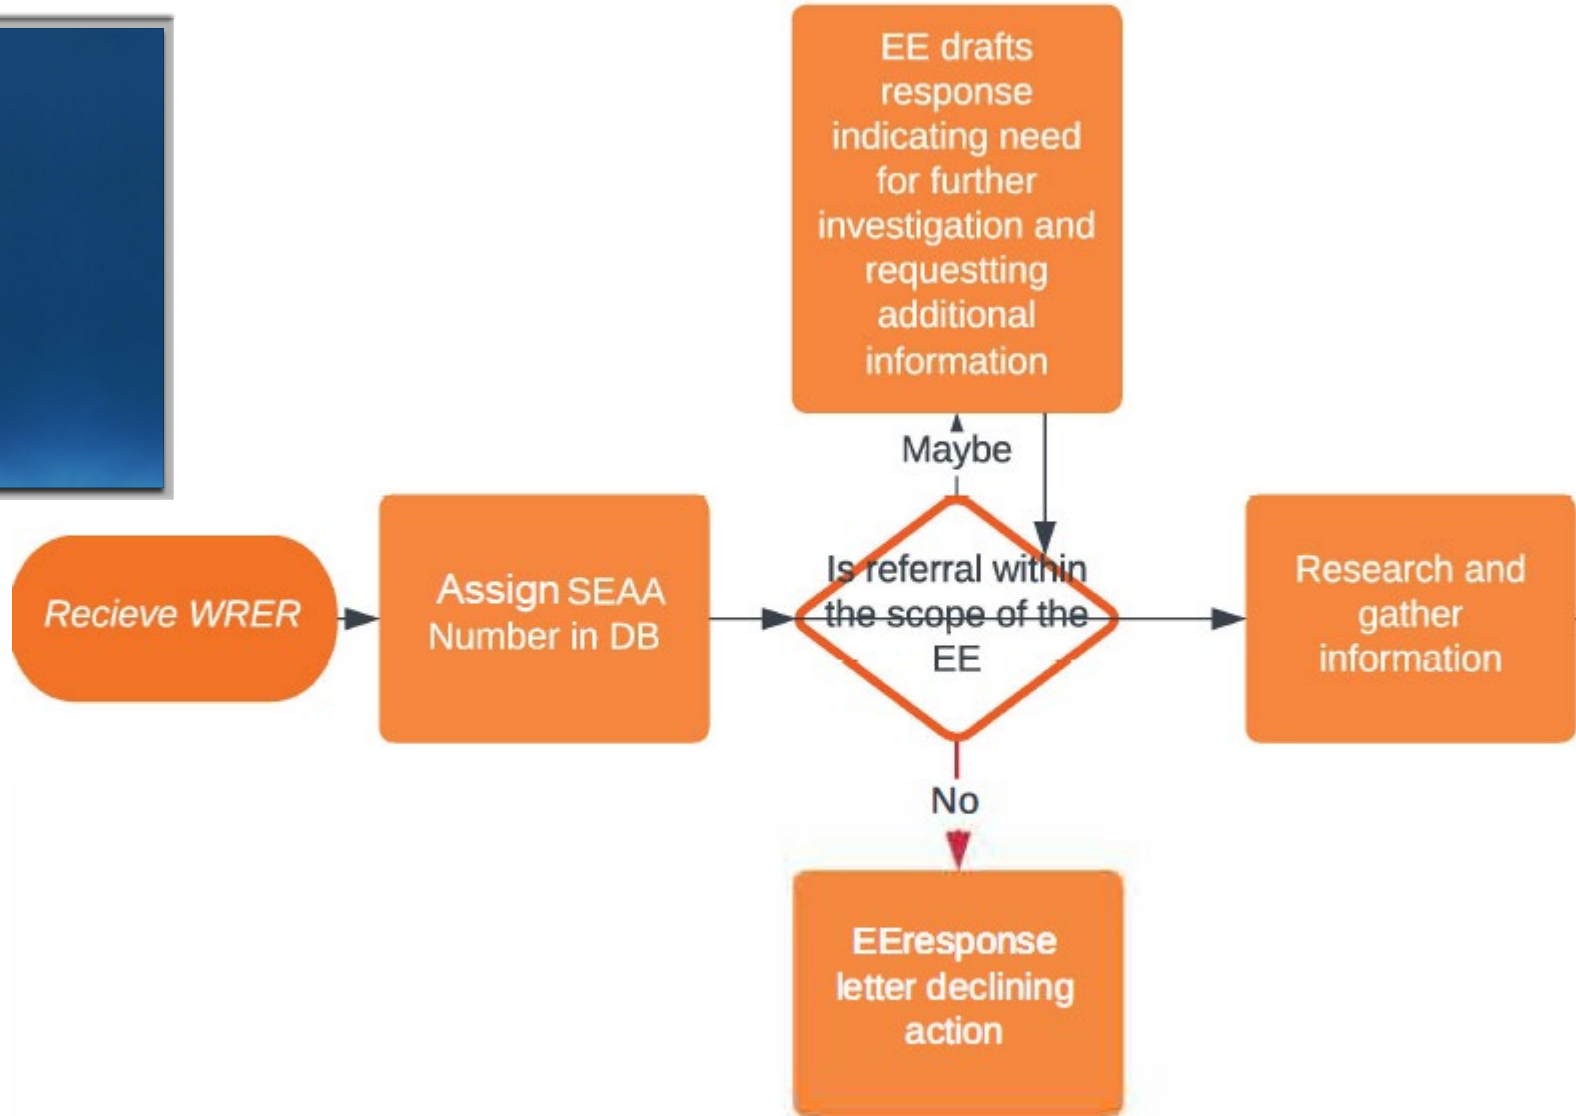 EE drafts
response
indicating need
for further
investigation and
requestting
additional
information
Maybe
Recieve WRER
Assign SEAA
Number in DB
Is referral within
the scope of the
EE
Research and
gather
information
No
EEresponse
letter declining
action